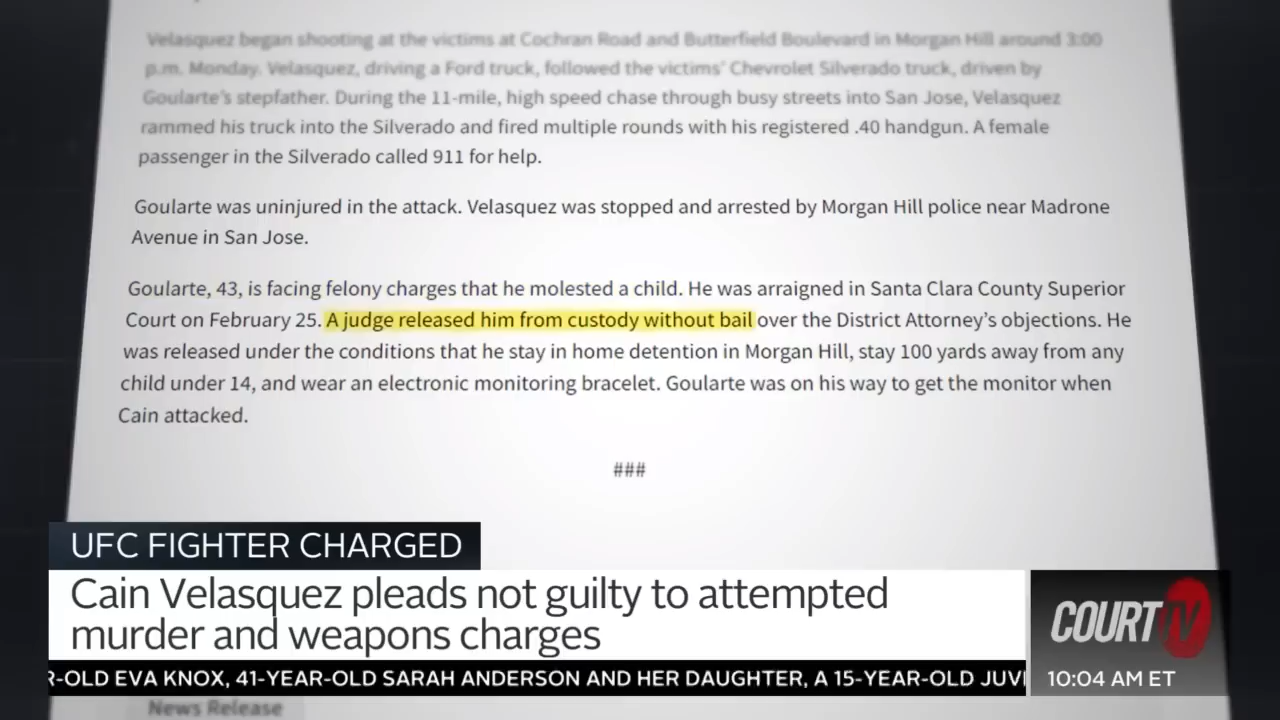 Velasquez began shooting at the victims at Cochran Road and Butterfield Boulevard in Morgan Hill around 3:00
p.m. Monday. Velasquez, driving a Ford truck, followed the victims' Chevrolet Silverado truck, driven by
Goularte's stepfather. During the 11-mile, high speed chase through busy streets into San Jose, Velasquez
rammed his truck into the Silverado and fired multiple rounds with his registered .40 handgun. A female
passenger in the Silverado called 911 for help.
Goularte was uninjured in the attack. Velasquez was stopped and arrested by Morgan Hill police near Madrone
Avenue in San Jose.
Goularte, 43, is facing felony charges that he molested a child. He was arraigned in Santa Clara County Superior
Court on February 25. A judge released him from custody without bail over the District Attorney's objections. He
was released under the conditions that he stay in home detention in Morgan Hill, stay 100 yards away from any
child under 14, and wear an electronic monitoring bracelet. Goularte was on his way to get the monitor when
Cain attacked.
###
UFC FIGHTER CHARGED
Cain Velasquez pleads not guilty to attempted
murder and weapons charges
COURT TV
R-OLD EVA KNOX, 41-YEAR-OLD SARAH ANDERSON AND HER DAUGHTER, A 15-YEAR-OLD JUVI
10:04 AM ET
News Release